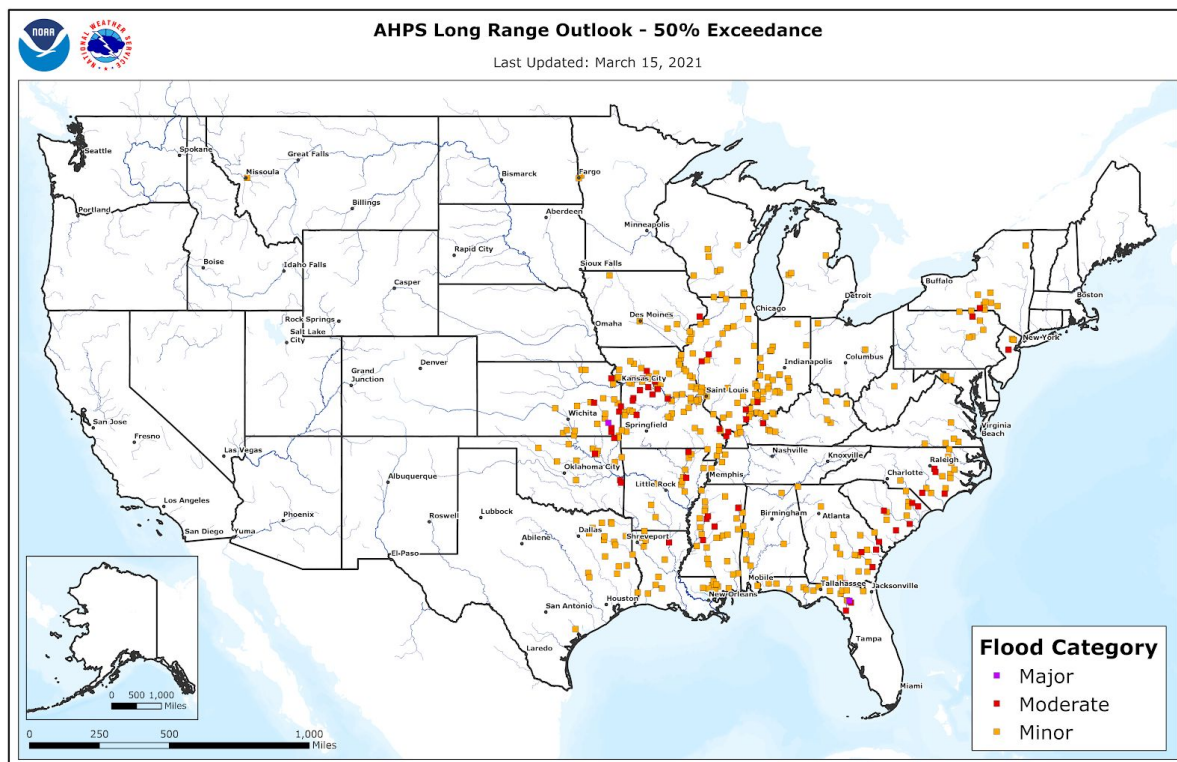 AHPS Long Range Outlook - 50% Exceedance
Last Updated: March 15, 2021
NOAA
NATIONAL WEATHER SERVICE
Seattle
Spokane
Great Falls
Missoula
Portland
Billings
Bismarck
Fargo
Aberdeen
Minneapolis
Boise
Idaho Falls
Rapid City
Sioux Falls
Casper
Rock Springs
Salt Lake
City
Buffalo
Boston
Detroit
Chicago
Des Moines
Omaha
New York
Grand
Junction
Denver
Kansas City
Indianapolis
Columbus
Saint Louis
San Jose
Fresno
Las Vegas
Wichita
Springfield
Virginia
Beach
Nashville
Knoxville
Raleigh
Charlotte
Los Angeles
San Diego
Yuma
Phoenix
Albuquerque
Oklahoma City
Little Rock
Memphis
Roswell
Lubbock
Birmingham
Atlanta
El-Paso
Abilene
Dallas
Shreveport
Mobile
Tallahassee
Jacksonville
San Antonio
Houston
New Orleans
Laredo
Tampa
Miami
0 500 1,000
Miles
0 250 500 1,000
Miles
Flood Category
Major
Moderate
Minor